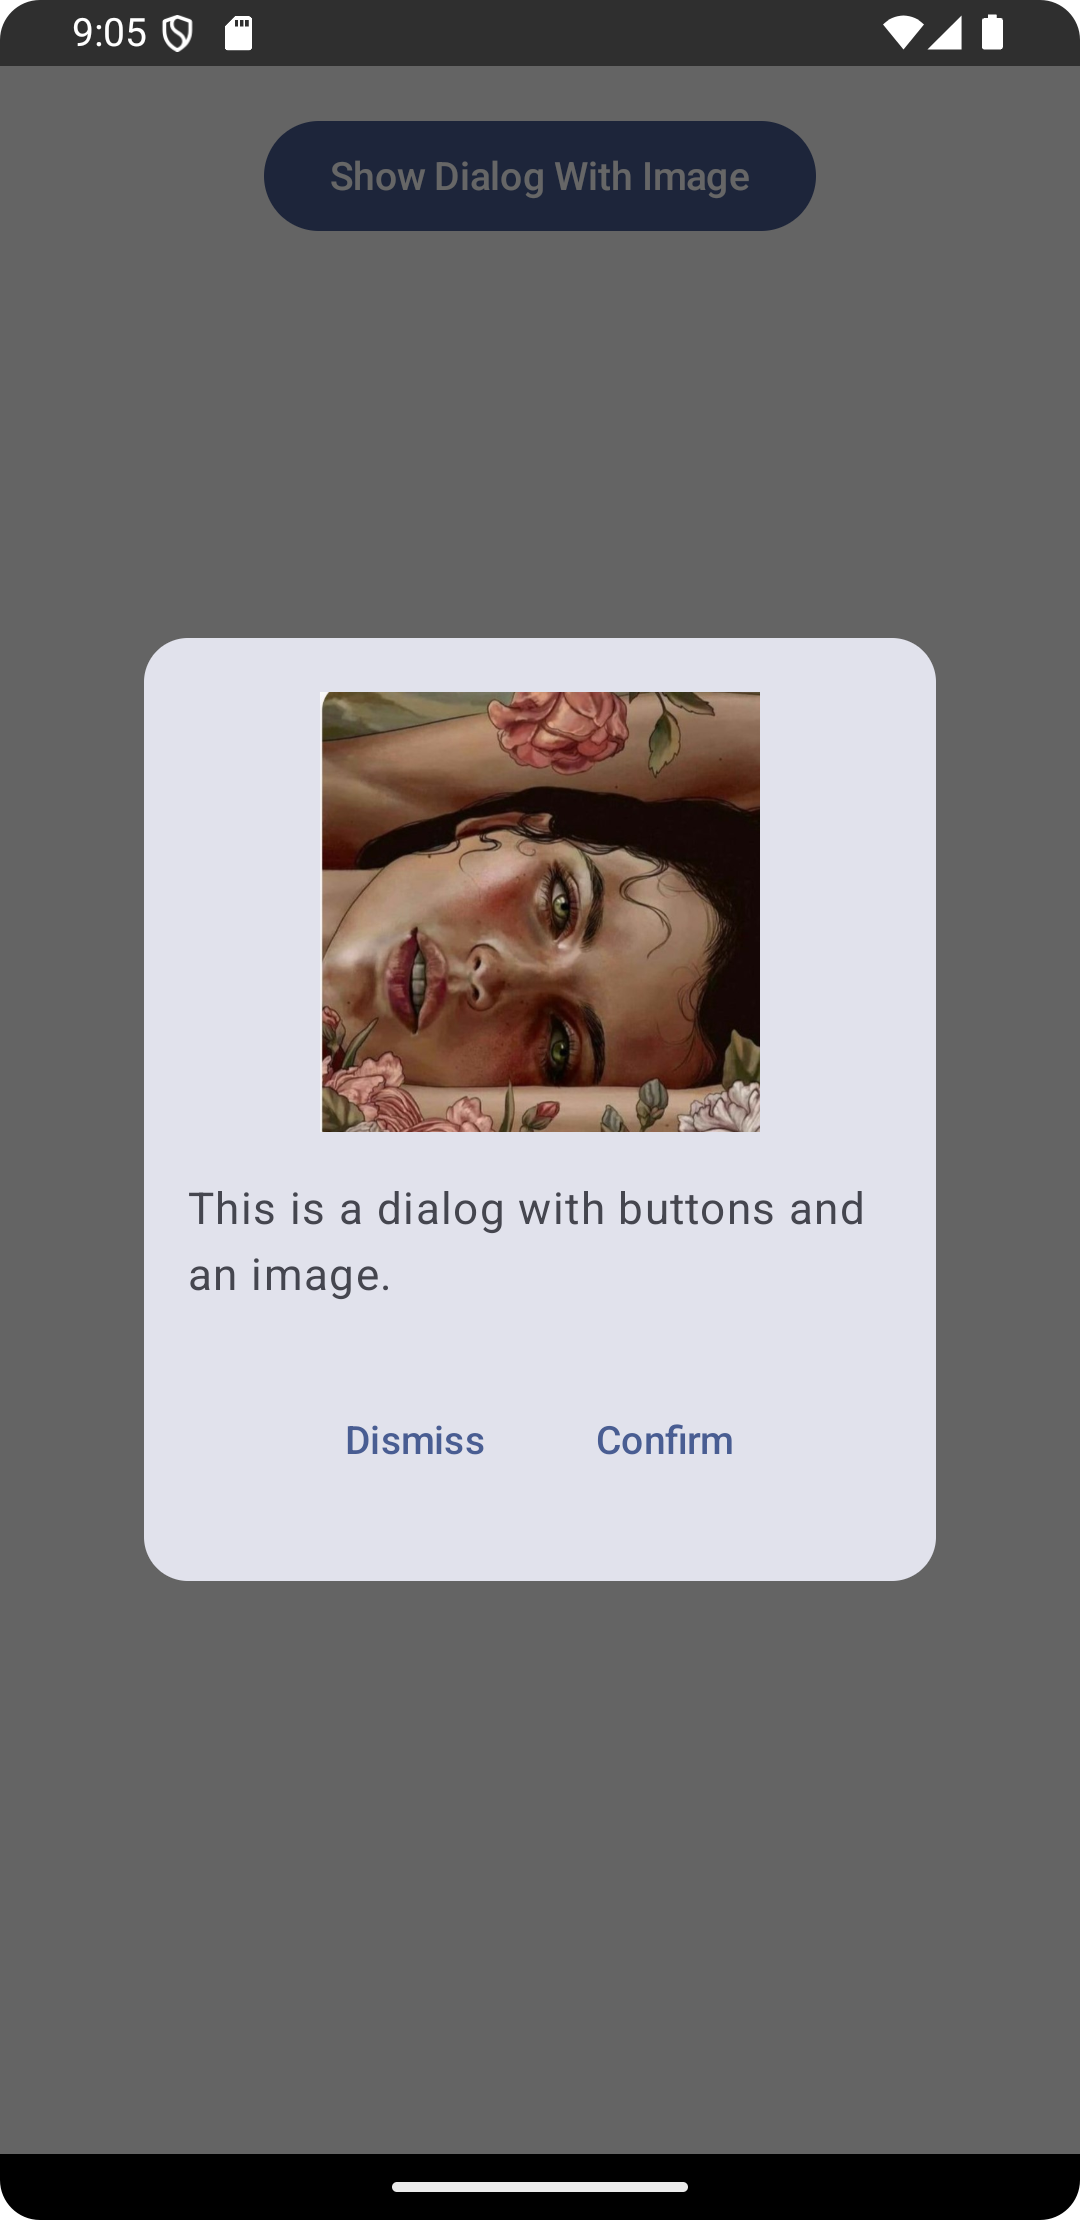 9:05
Show Dialog With Image
This is a dialog with buttons and
an image.
Dismiss Confirm